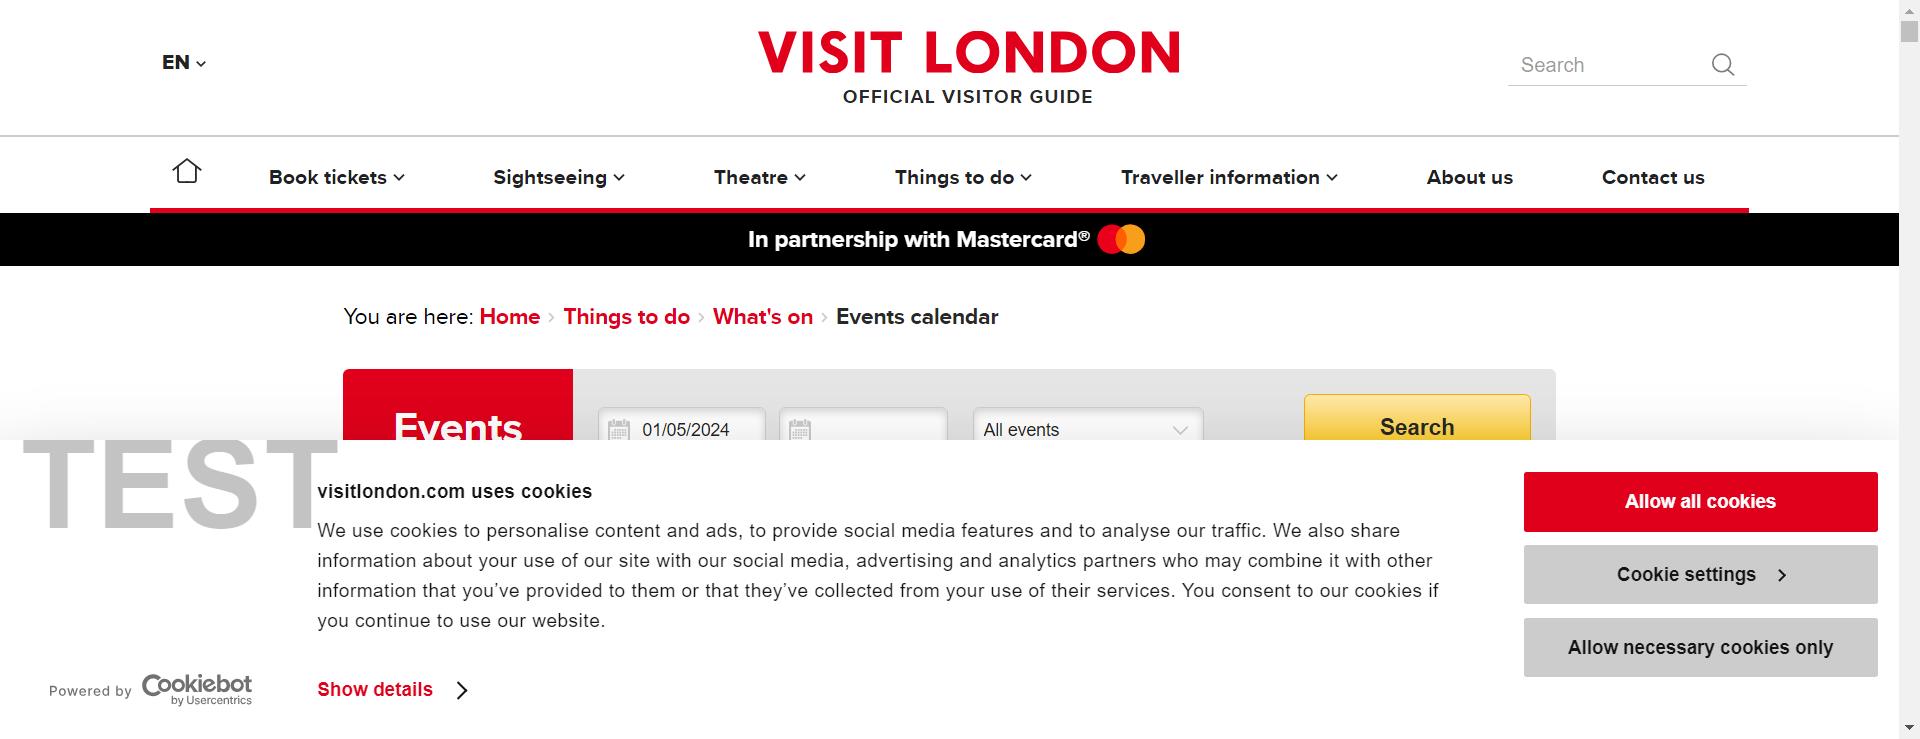 EN
VISIT LONDON
OFFICIAL VISITOR GUIDE
Search
Book tickets
Sightseeing
Theatre
Things to do
Traveller information
About us
Contact us
In partnership with Mastercard®
You are here: Home › Things to do › What's on › Events calendar
Events
01/05/2024
All events
Search
TEST
visitlondon.com uses cookies
We use cookies to personalise content and ads, to provide social media features and to analyse our traffic. We also share
information about your use of our site with our social media, advertising and analytics partners who may combine it with other
information that you’ve provided to them or that they’ve collected from your use of their services. You consent to our cookies if
you continue to use our website.
Show details
Allow all cookies
Cookie settings
Allow necessary cookies only
Powered by Cookiebot
by Usercentrics